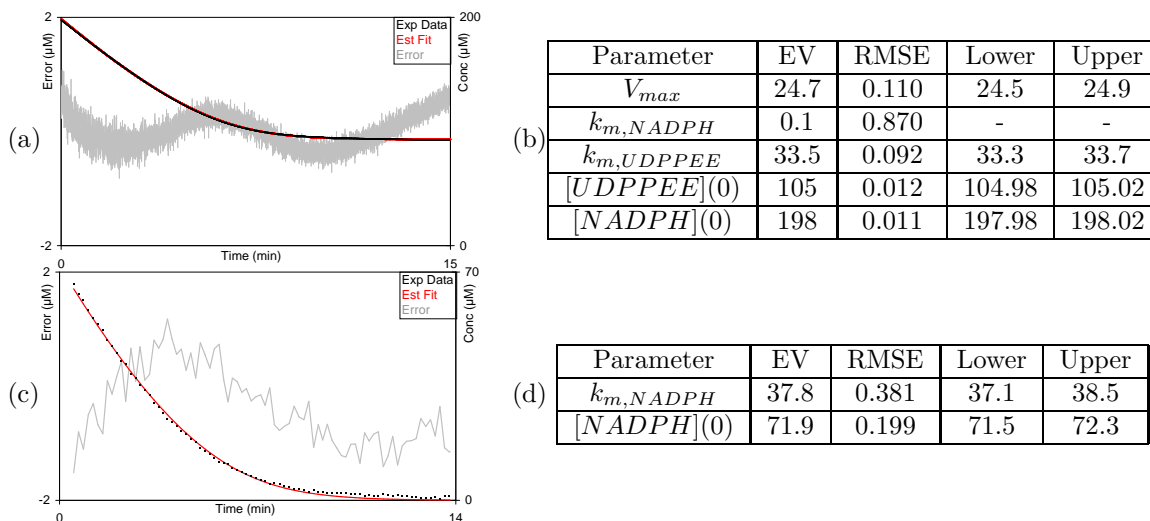 2
200
Exp Data
Est Fit
Error
Error (µM)
Conc (µM)
(a)
-2
0
0
15
Time (min)
(b)
Parameter EV RMSE Lower Upper
V_max 24.7 0.110 24.5 24.9
k_m,NADPH 0.1 0.870 - -
k_m,UDPPEE 33.5 0.092 33.3 33.7
[UDPPEE](0) 105 0.012 104.98 105.02
[NADPH](0) 198 0.011 197.98 198.02
2
70
Exp Data
Est Fit
Error
Error (µM)
Conc (µM)
(c)
-2
0
0
14
Time (min)
(d)
Parameter EV RMSE Lower Upper
k_m,NADPH 37.8 0.381 37.1 38.5
[NADPH](0) 71.9 0.199 71.5 72.3